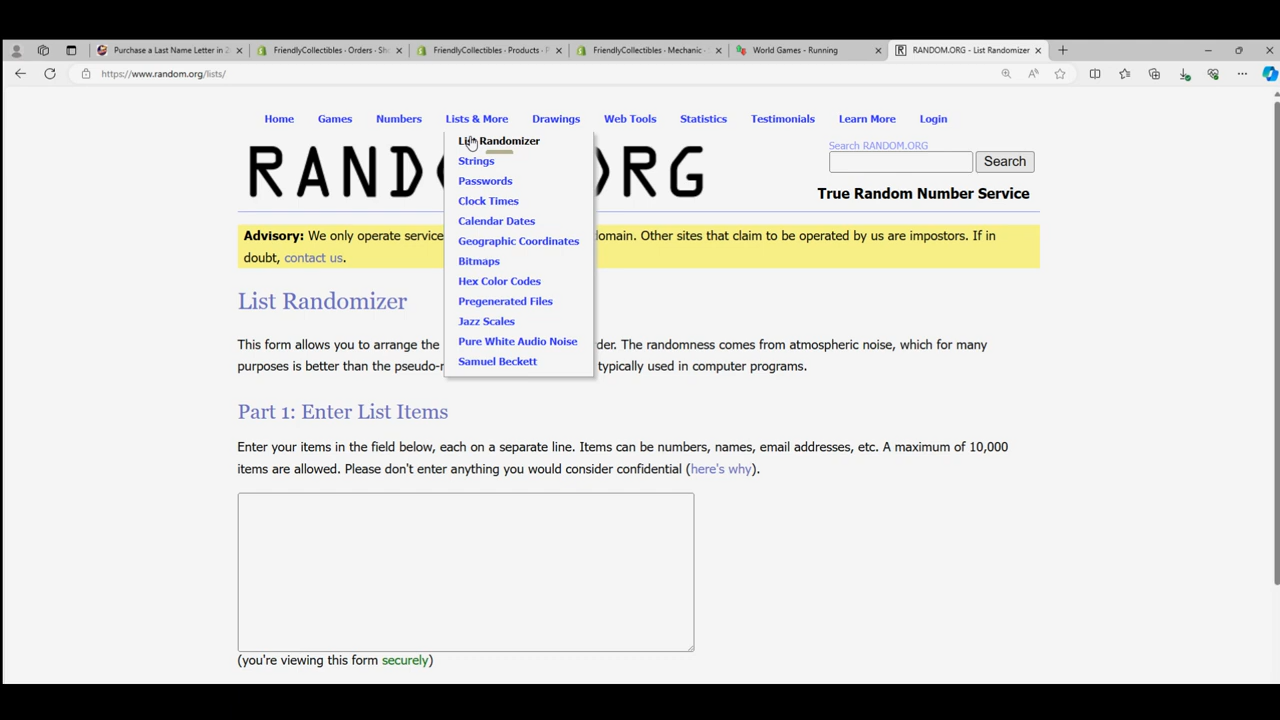 Purchase a Last Name Letter in 2
FriendlyCollectibles · Orders · Sh
FriendlyCollectibles · Products · P
FriendlyCollectibles · Mechanic ·
World Games - Running
RANDOM.ORG - List Randomizer
https://www.random.org/lists/
Home Games Numbers Lists & More Drawings Web Tools Statistics Testimonials Learn More Login
List Randomizer
Strings
Passwords
Clock Times
Calendar Dates
Geographic Coordinates
Bitmaps
Hex Color Codes
Pregenerated Files
Jazz Scales
Pure White Audio Noise
Samuel Beckett
RAND ORG
Search RANDOM.ORG
Search
True Random Number Service
Advisory: We only operate service omain. Other sites that claim to be operated by us are impostors. If in
doubt, contact us.
List Randomizer
This form allows you to arrange the der. The randomness comes from atmospheric noise, which for many
purposes is better than the pseudo-r typically used in computer programs.
Part 1: Enter List Items
Enter your items in the field below, each on a separate line. Items can be numbers, names, email addresses, etc. A maximum of 10,000
items are allowed. Please don't enter anything you would consider confidential (here's why).
(you're viewing this form securely)